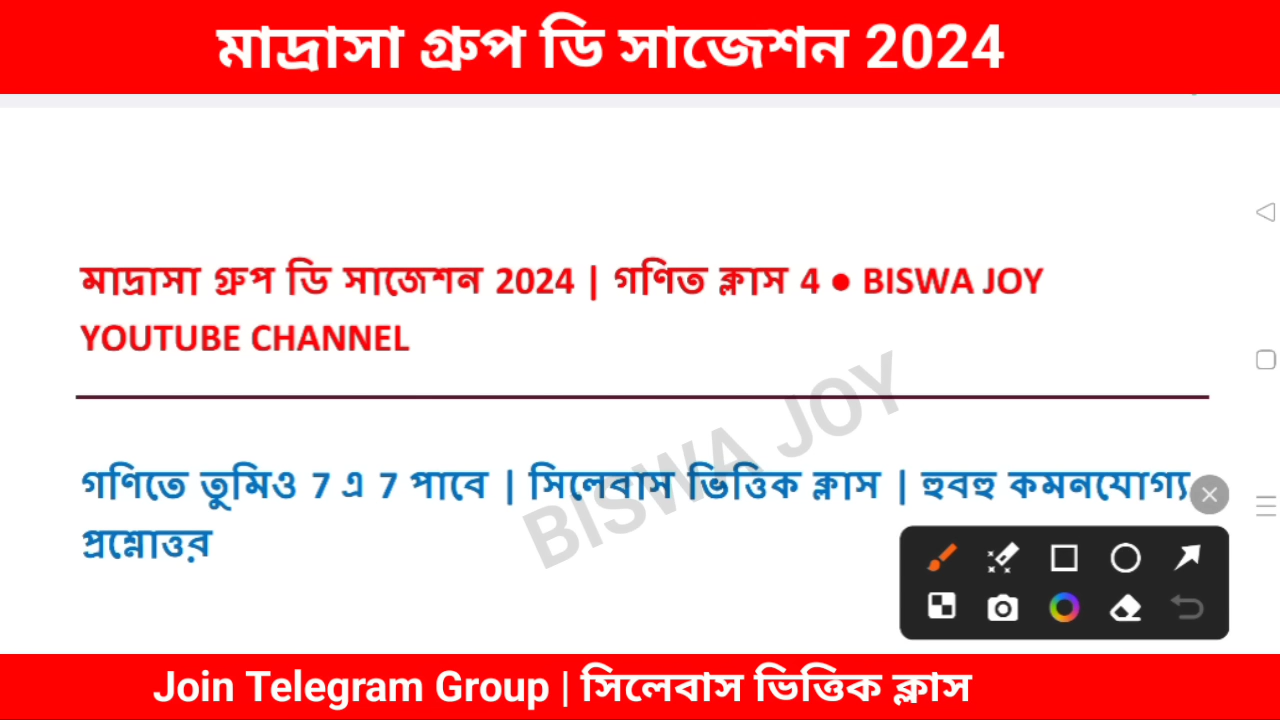 মাদ্রাসা গ্রুপ ডি সাজেশন 2024
মাদ্রাসা গ্রুপ ডি সাজেশন 2024 | গণিত ক্লাস 4 ● BISWA JOY
YOUTUBE CHANNEL
গণিতে তুমিও 7 এ 7 পাবে | সিলেবাস ভিত্তিক ক্লাস | হুবহু কমনযোগ্য
প্রশ্নোত্তর
BISWA JOY
Join Telegram Group | সিলেবাস ভিত্তিক ক্লাস